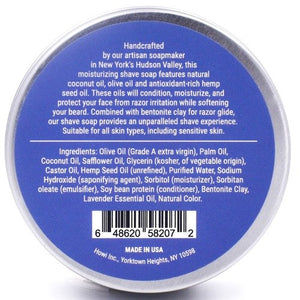 Handcrafted
by our artisan soapmaker
in New York's Hudson Valley, this
moisturizing shave soap features natural
coconut oil, olive oil and antioxidant-rich hemp
seed oil. These oils will condition, moisturize, and
protect your face from razor irritation while softening
your beard. Combined with bentonite clay for razor glide,
our shave soap provides an unparalleled shave experience.
Suitable for all skin types, including sensitive skin.
Ingredients: Olive Oil (Grade A extra virgin), Palm Oil,
Coconut Oil, Safflower Oil, Glycerin (kosher, of vegetable origin),
Castor Oil, Hemp Seed Oil (unrefined), Purified Water, Sodium
Hydroxide (saponifying agent), Sorbitol (moisturizer), Sorbitan
oleate (emulsifier), Soy bean protein (conditioner), Bentonite Clay,
Lavender Essential Oil, Natural Color.
6 48620 58207 2
MADE IN USA
Howl Inc., Yorktown Heights, NY 10598